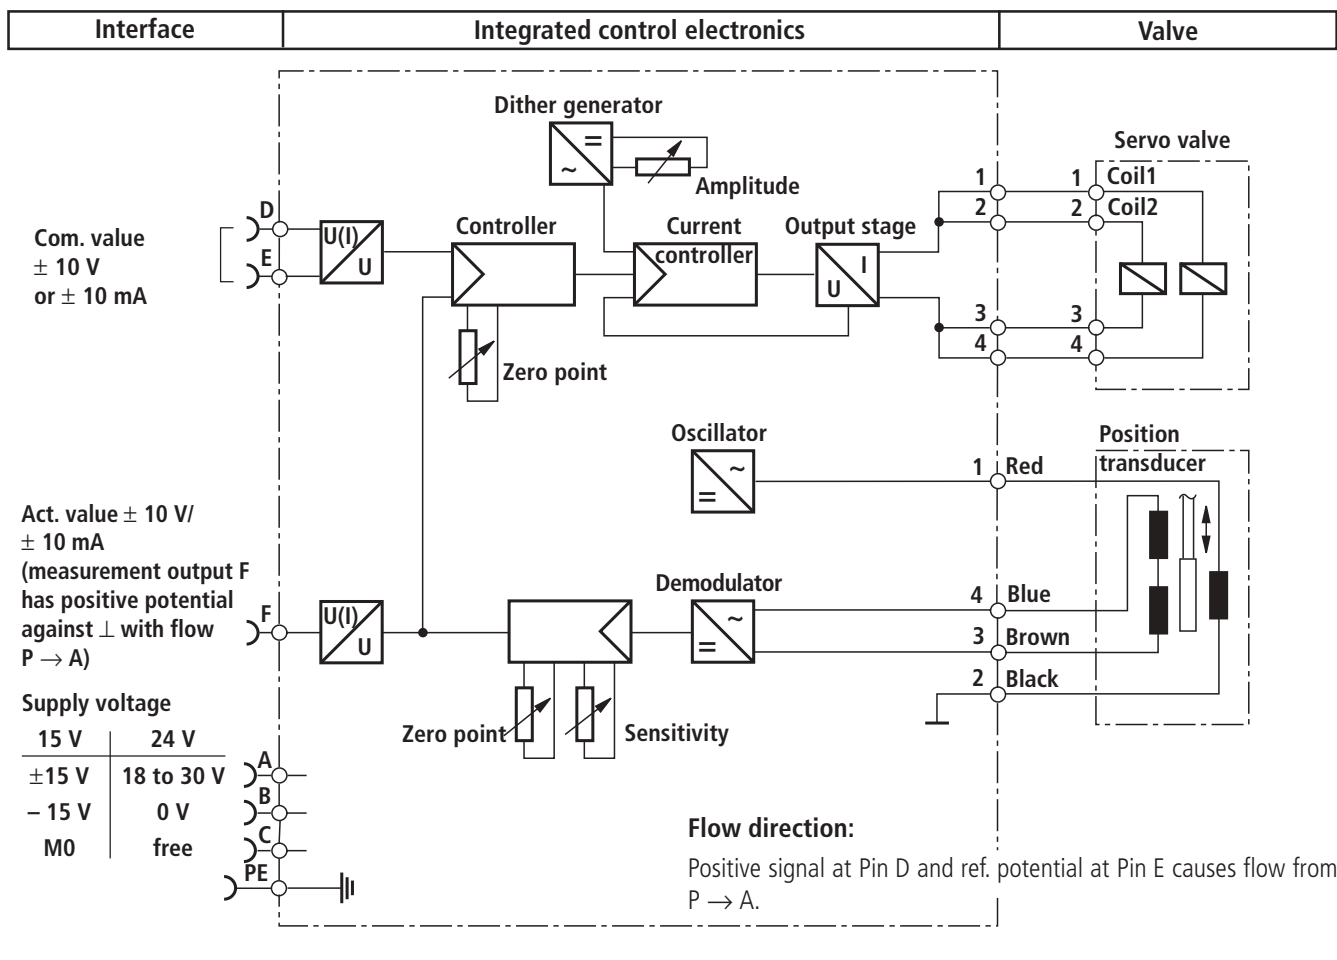 Interface
Integrated control electronics
Valve
Dither generator
=
~
Amplitude
Servo valve
Com. value
± 10 V
or ± 10 mA
D
E
U(I)
U
Controller
Zero point
Current
controller
Output stage
I
U
1
2
3
4
1
2
3
4
Coil1
Coil2
Oscillator
~
=
Position
transducer
1 Red
4 Blue
3 Brown
2 Black
Act. value ± 10 V/
± 10 mA
(measurement output F
has positive potential
against ⊥ with flow
P → A)
F
U(I)
U
Demodulator
~
=
Zero point
Sensitivity
Supply voltage
15 V 24 V
±15 V 18 to 30 V
– 15 V 0 V
M0 free
A
B
C
PE
Flow direction:
Positive signal at Pin D and ref. potential at Pin E causes flow from
P → A.